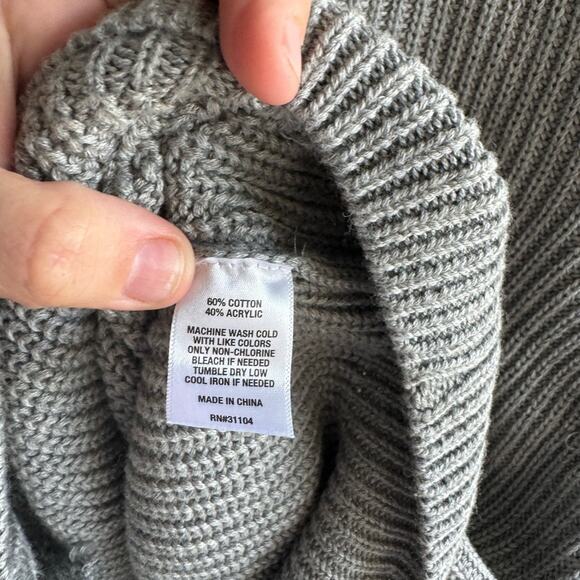 60% COTTON
40% ACRYLIC
MACHINE WASH COLD
WITH LIKE COLORS
ONLY NON-CHLORINE
BLEACH IF NEEDED
TUMBLE DRY LOW
COOL IRON IF NEEDED
MADE IN CHINA
RN#31104